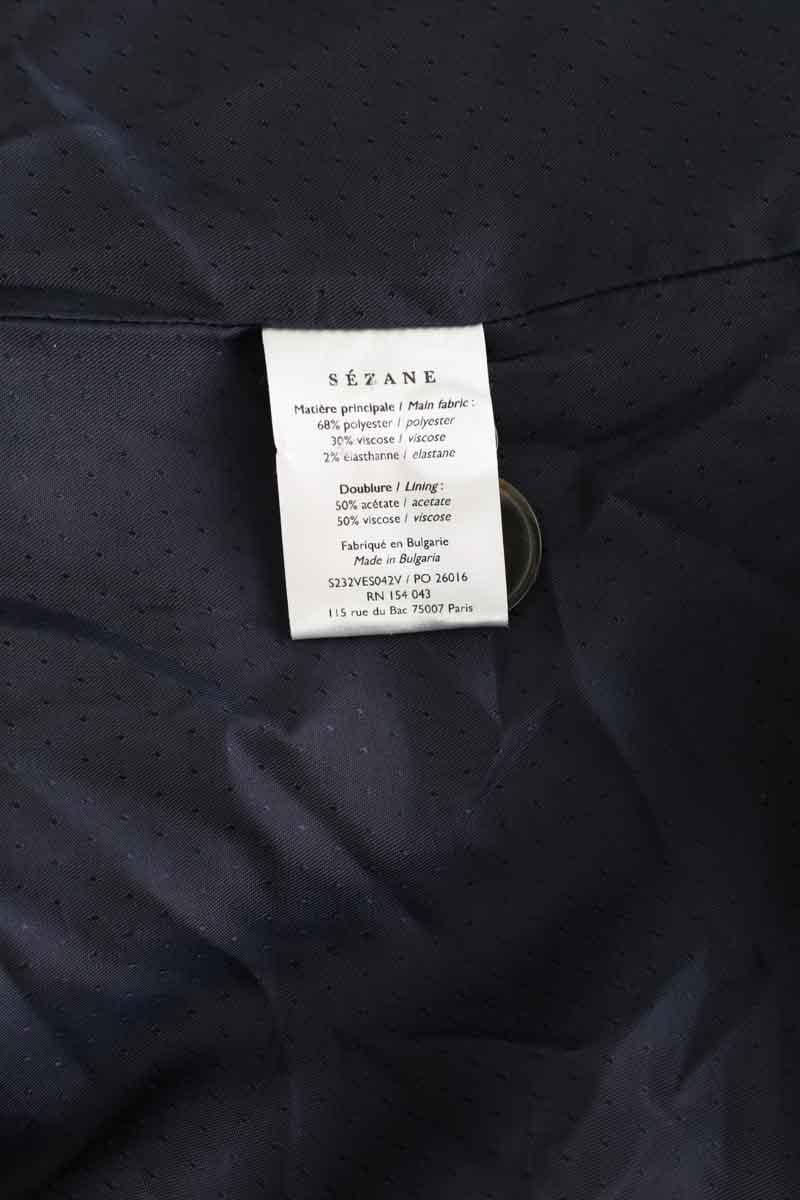 SÉZANE
Matière principale / Main fabric :
68% polyester / polyester
30% viscose / viscose
2% élasthanne / elastane
Doublure / Lining :
50% acétate / acetate
50% viscose / viscose
Fabriqué en Bulgarie
Made in Bulgaria
S232VES042V / PO 26016
RN 154 043
115 rue du Bac 75007 Paris